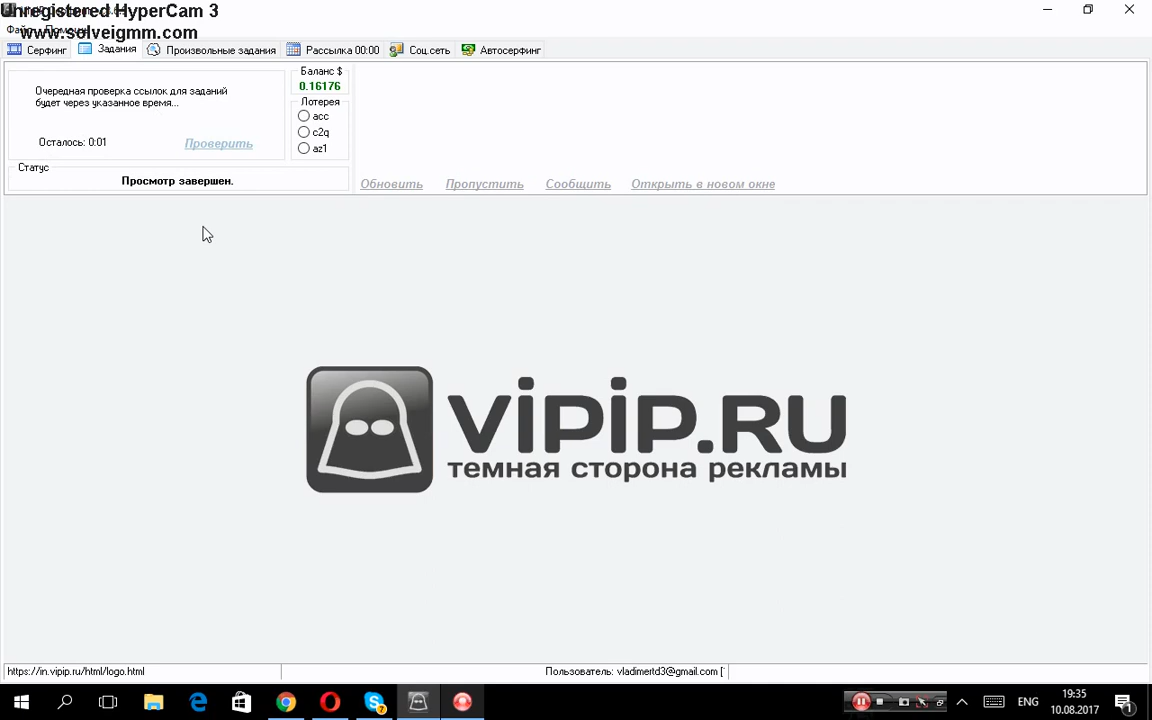 Unregistered HyperCam 3
www.solveigmm.com
Серфинг Задания Произвольные задания Рассылка 00:00 Соц.сеть Автосерфинг
Очередная проверка ссылок для заданий
будет через указанное время...
Осталось: 0:01 Проверить
Баланс $
0.16176
Лотерея
acc
c2q
az1
Статус
Просмотр завершен.
Обновить Пропустить Сообщить Открыть в новом окне
vipip.RU
темная сторона рекламы
https://in.vipip.ru/html/logo.html Пользователь: vladimertd3@gmail.com [
7
ENG
19:35
10.08.2017
1